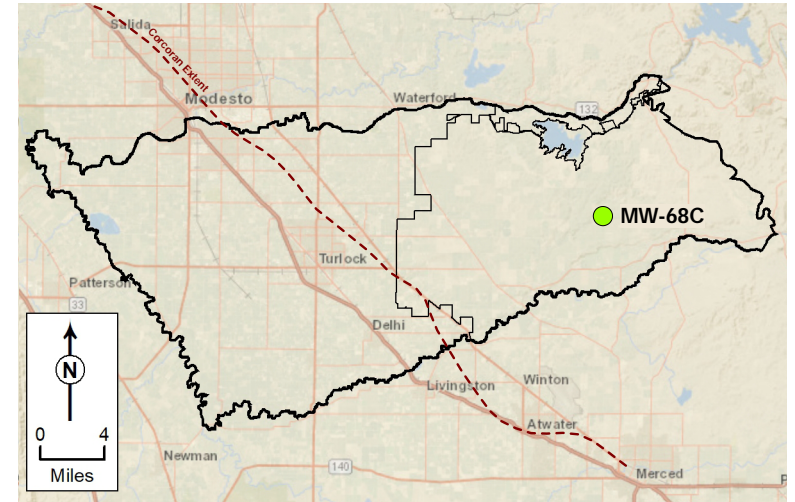 Salida
Corcoran Extent
Modesto
Waterford
132
MW-68C
Turlock
Patterson
33
Delhi
N
Livingston
Winton
0 4
Miles
Atwater
Newman
140
Merced
P